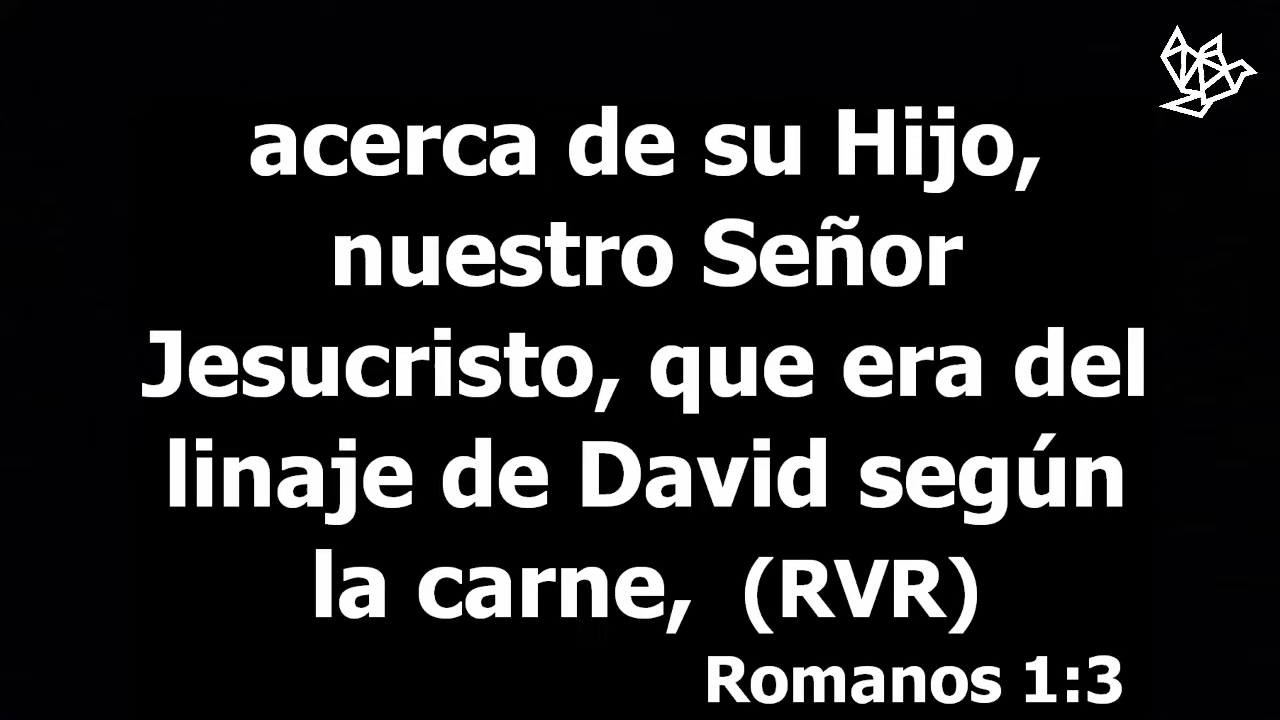 acerca de su Hijo,
nuestro Señor
Jesucristo, que era del
linaje de David según
la carne, (RVR)
Romanos 1:3